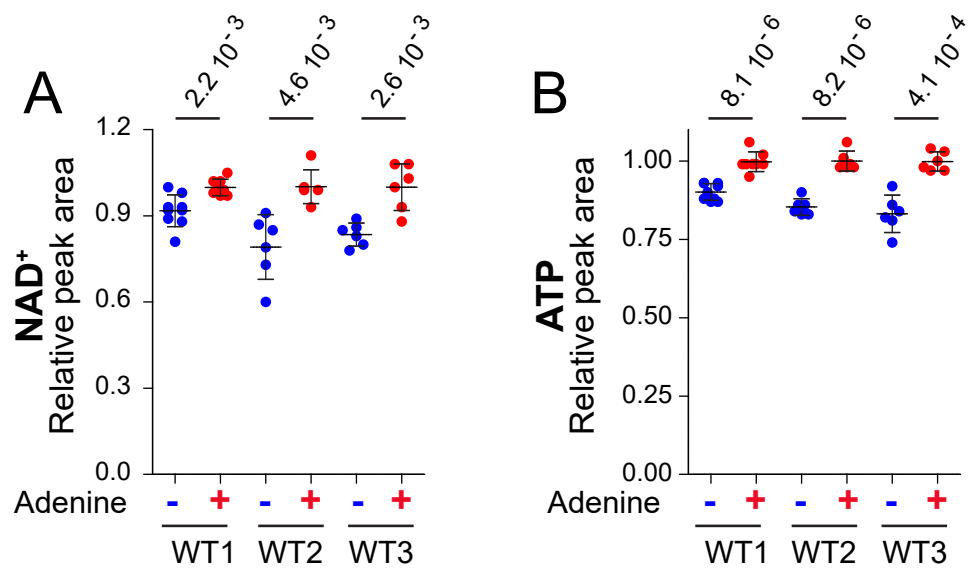 A
2.2 10⁻³
4.6 10⁻³
2.6 10⁻³
NAD⁺
Relative peak area
1.2
0.9
0.6
0.3
0.0
Adenine - + - + - +
WT1 WT2 WT3
B
8.1 10⁻⁶
8.2 10⁻⁶
4.1 10⁻⁴
ATP
Relative peak area
1.00
0.75
0.50
0.25
0.00
Adenine - + - + - +
WT1 WT2 WT3